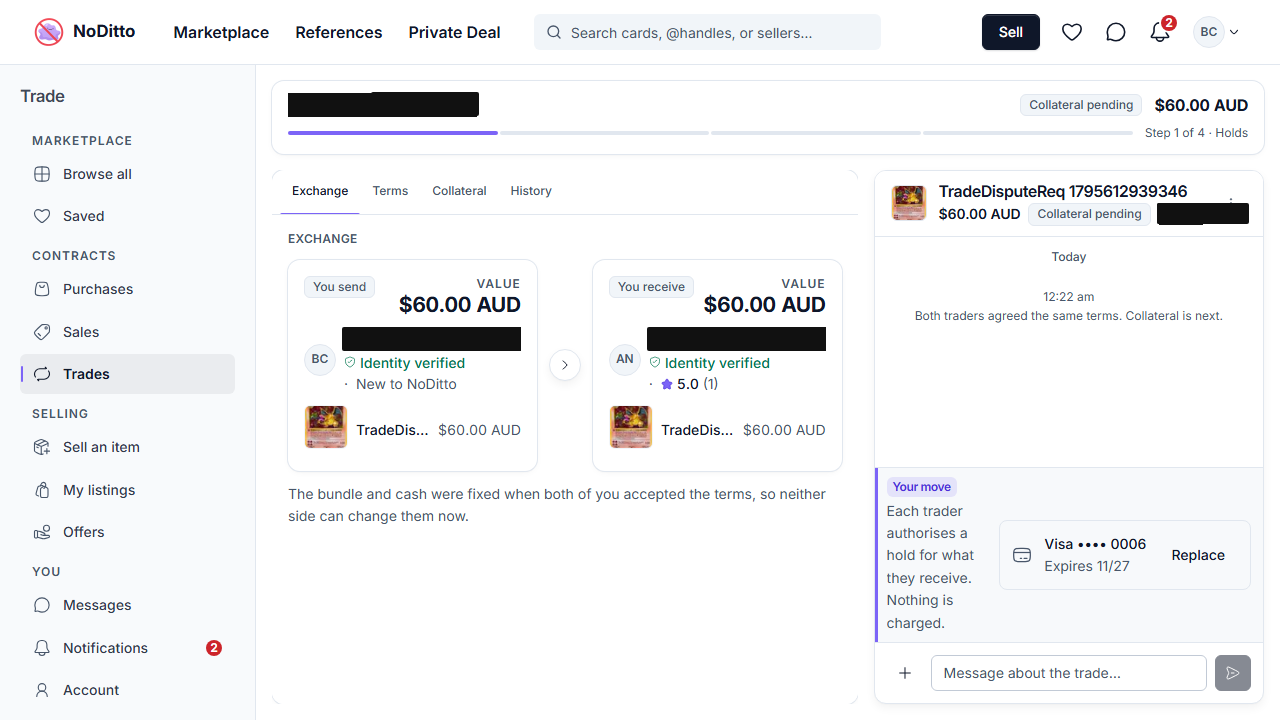 NoDitto
Marketplace
References
Private Deal
Search cards, @handles, or sellers...
Sell
2
BC
Trade
MARKETPLACE
Browse all
Saved
CONTRACTS
Purchases
Sales
Trades
SELLING
Sell an item
My listings
Offers
YOU
Messages
Notifications
2
Account
Collateral pending
$60.00 AUD
Step 1 of 4 · Holds
Exchange
Terms
Collateral
History
EXCHANGE
You send
VALUE
$60.00 AUD
BC
Identity verified
· New to NoDitto
TradeDis...
$60.00 AUD
You receive
VALUE
$60.00 AUD
AN
Identity verified
· 5.0 (1)
TradeDis...
$60.00 AUD
The bundle and cash were fixed when both of you accepted the terms, so neither
side can change them now.
TradeDisputeReq 1795612939346
$60.00 AUD
Collateral pending
Today
12:22 am
Both traders agreed the same terms. Collateral is next.
Your move
Each trader
authorises a
hold for what
they receive.
Nothing is
charged.
Visa •••• 0006
Expires 11/27
Replace
Message about the trade...